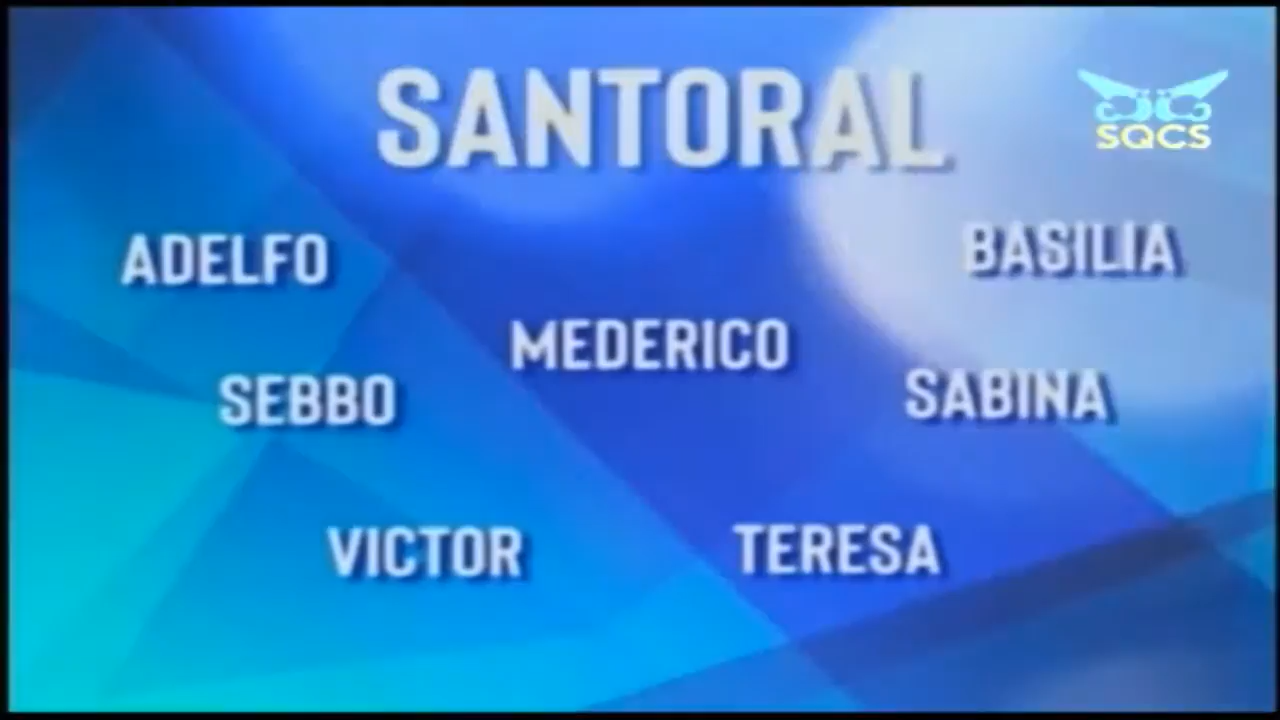 SANTORAL
SQCS
ADELFO
BASILIA
MEDERICO
SEBBO
SABINA
VICTOR
TERESA